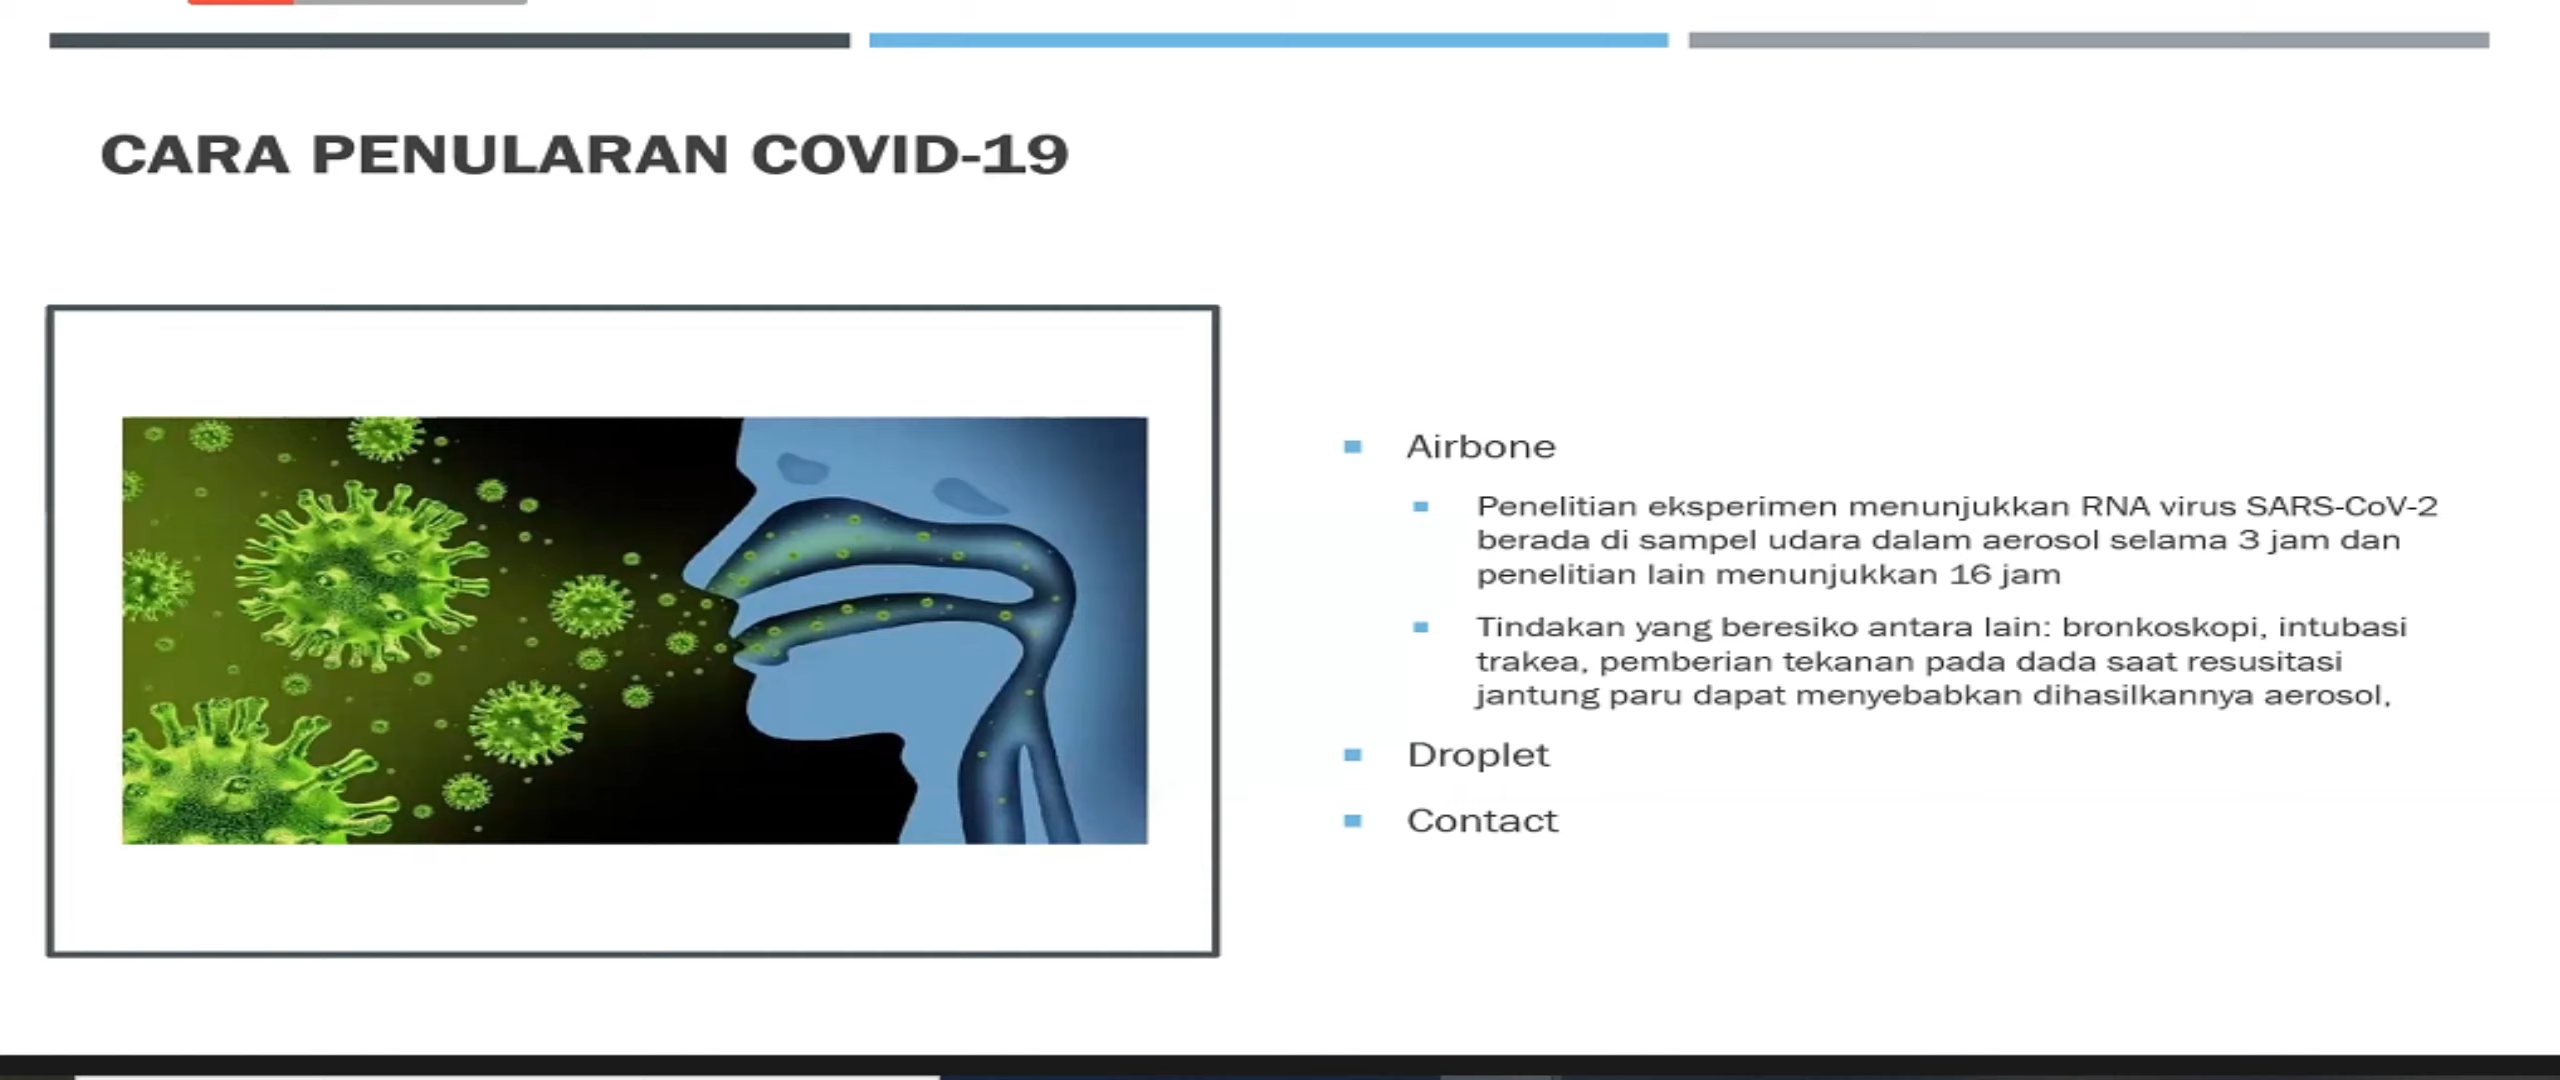 CARA PENULARAN COVID-19
Airbone
Penelitian eksperimen menunjukkan RNA virus SARS-CoV-2
berada di sampel udara dalam aerosol selama 3 jam dan
penelitian lain menunjukkan 16 jam
Tindakan yang beresiko antara lain: bronkoskopi, intubasi
trakea, pemberian tekanan pada dada saat resusitasi
jantung paru dapat menyebabkan dihasilkannya aerosol,
Droplet
Contact